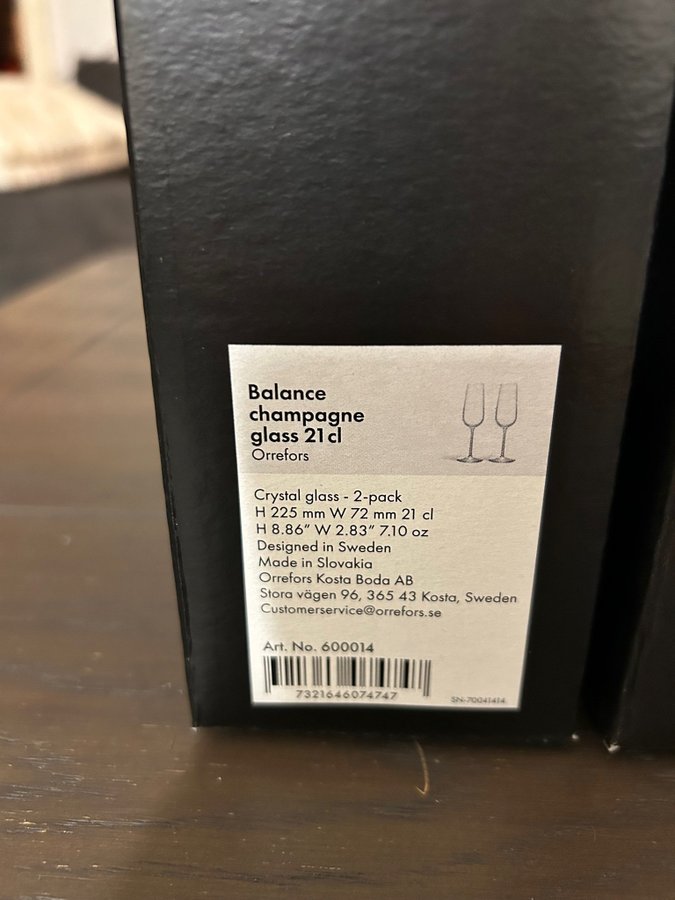 Balance
champagne
glass 21cl
Orrefors
Crystal glass - 2-pack
H 225 mm W 72 mm 21 cl
H 8.86" W 2.83" 7.10 oz
Designed in Sweden
Made in Slovakia
Orrefors Kosta Boda AB
Stora vägen 96, 365 43 Kosta, Sweden
Customerservice@orrefors.se
Art. No. 600014
7321646074747
SN-70041414